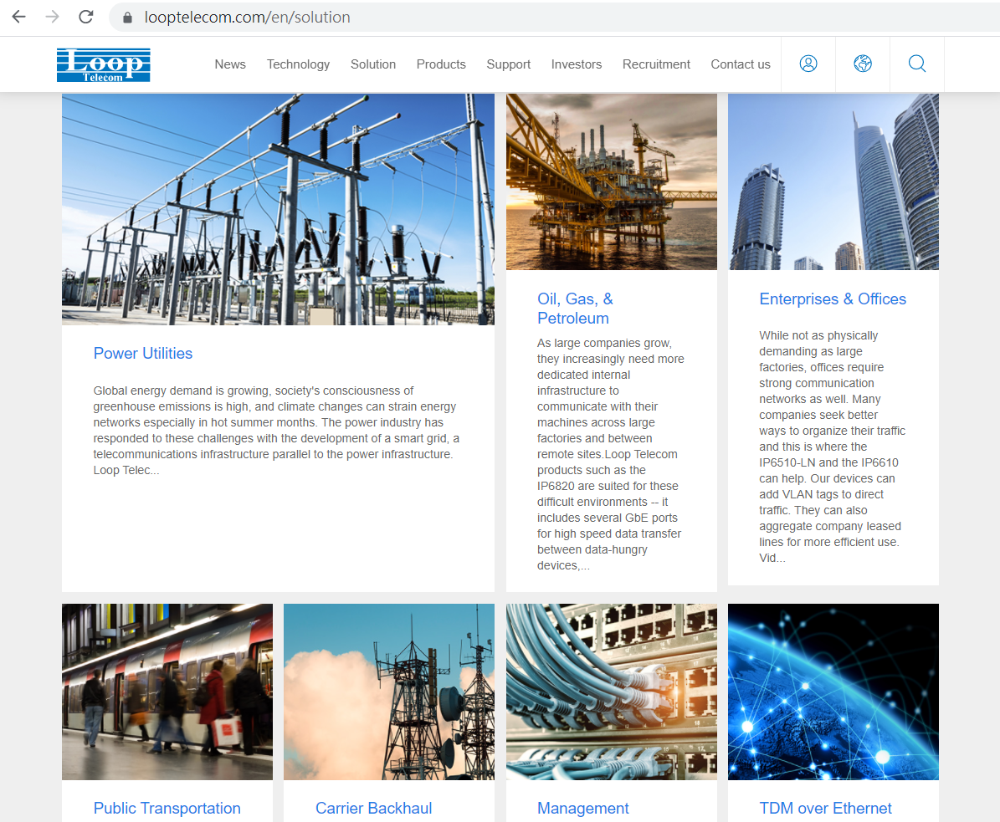 looptelecom.com/en/solution
Loop
Telecom
News Technology Solution Products Support Investors Recruitment Contact us
Power Utilities
Global energy demand is growing, society's consciousness of
greenhouse emissions is high, and climate changes can strain energy
networks especially in hot summer months. The power industry has
responded to these challenges with the development of a smart grid, a
telecommunications infrastructure parallel to the power infrastructure.
Loop Telec...
Oil, Gas, &
Petroleum
As large companies grow,
they increasingly need more
dedicated internal
infrastructure to
communicate with their
machines across large
factories and between
remote sites.Loop Telecom
products such as the
IP6820 are suited for these
difficult environments -- it
includes several GbE ports
for high speed data transfer
between data-hungry
devices,...
Enterprises & Offices
While not as physically
demanding as large
factories, offices require
strong communication
networks as well. Many
companies seek better
ways to organize their traffic
and this is where the
IP6510-LN and the IP6610
can help. Our devices can
add VLAN tags to direct
traffic. They can also
aggregate company leased
lines for more efficient use.
Vid...
Public Transportation
Carrier Backhaul
Management
TDM over Ethernet